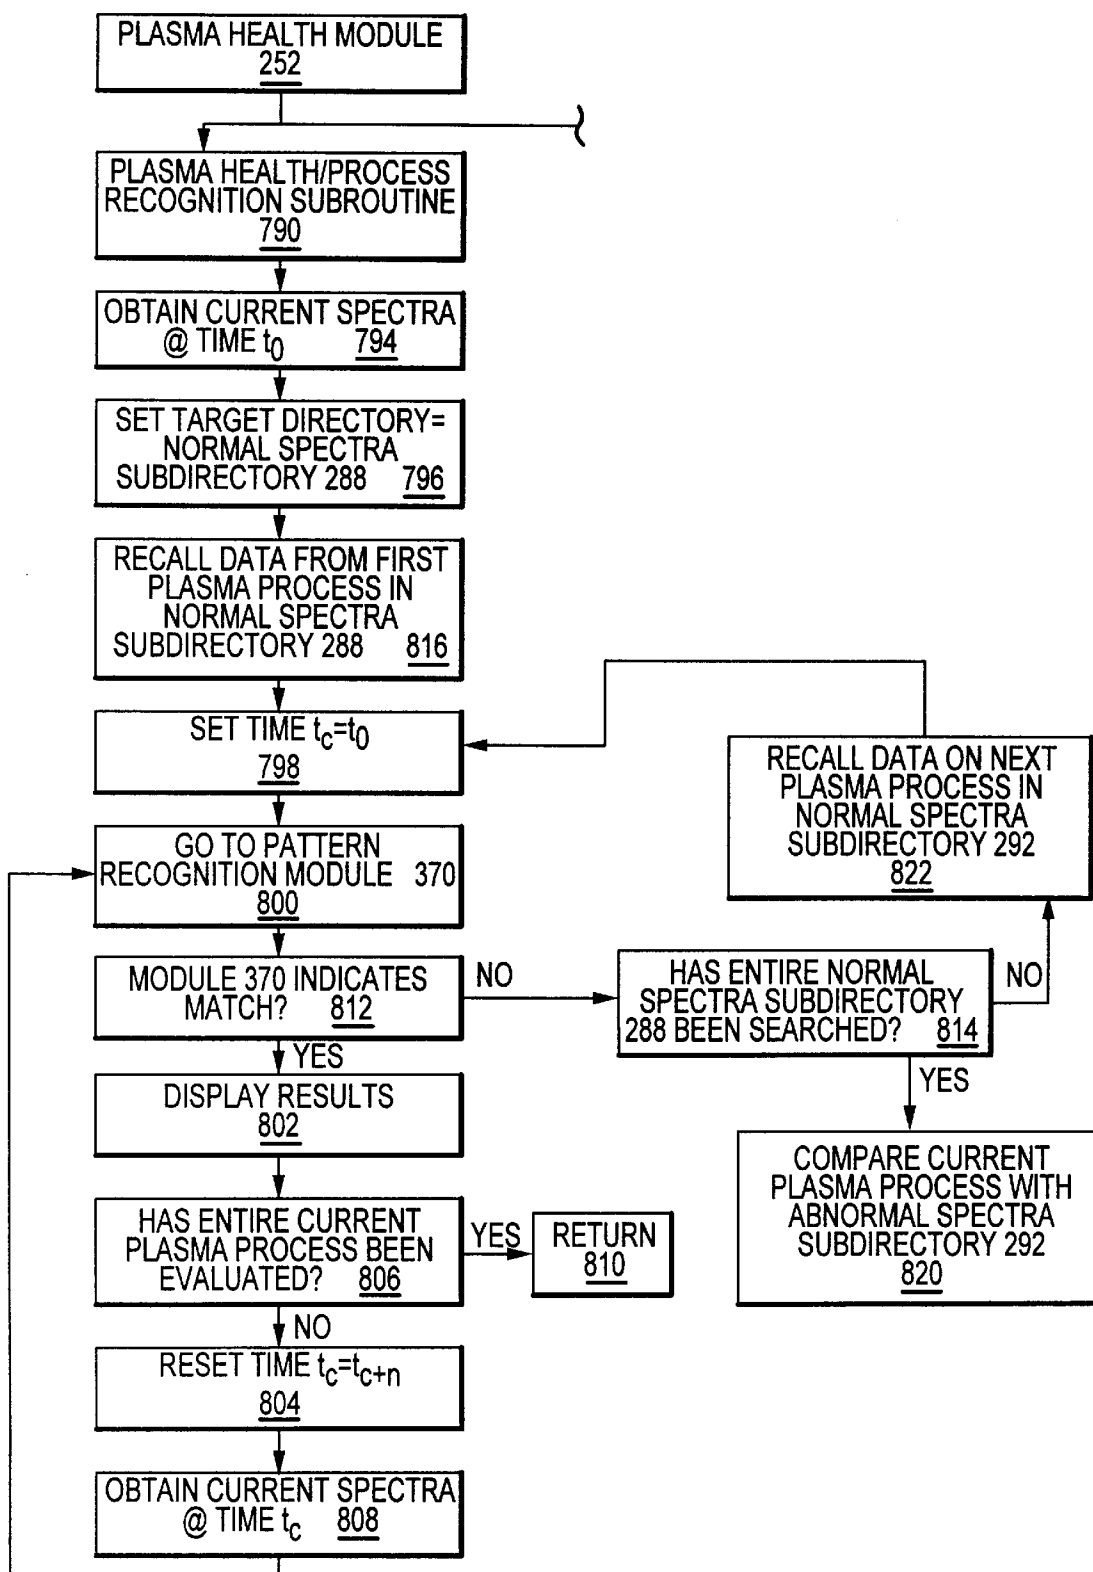 PLASMA HEALTH MODULE
252
PLASMA HEALTH/PROCESS
RECOGNITION SUBROUTINE
790
OBTAIN CURRENT SPECTRA
@ TIME t0 794
SET TARGET DIRECTORY=
NORMAL SPECTRA
SUBDIRECTORY 288 796
RECALL DATA FROM FIRST
PLASMA PROCESS IN
NORMAL SPECTRA
SUBDIRECTORY 288 816
SET TIME tc=t0
798
GO TO PATTERN
RECOGNITION MODULE 370
800
MODULE 370 INDICATES
MATCH? 812
NO
YES
HAS ENTIRE NORMAL
SPECTRA SUBDIRECTORY
288 BEEN SEARCHED? 814
NO
YES
RECALL DATA ON NEXT
PLASMA PROCESS IN
NORMAL SPECTRA
SUBDIRECTORY 292
822
COMPARE CURRENT
PLASMA PROCESS WITH
ABNORMAL SPECTRA
SUBDIRECTORY 292
820
DISPLAY RESULTS
802
HAS ENTIRE CURRENT
PLASMA PROCESS BEEN
EVALUATED? 806
YES
RETURN
810
NO
RESET TIME tc=tc+n
804
OBTAIN CURRENT SPECTRA
@ TIME tc 808